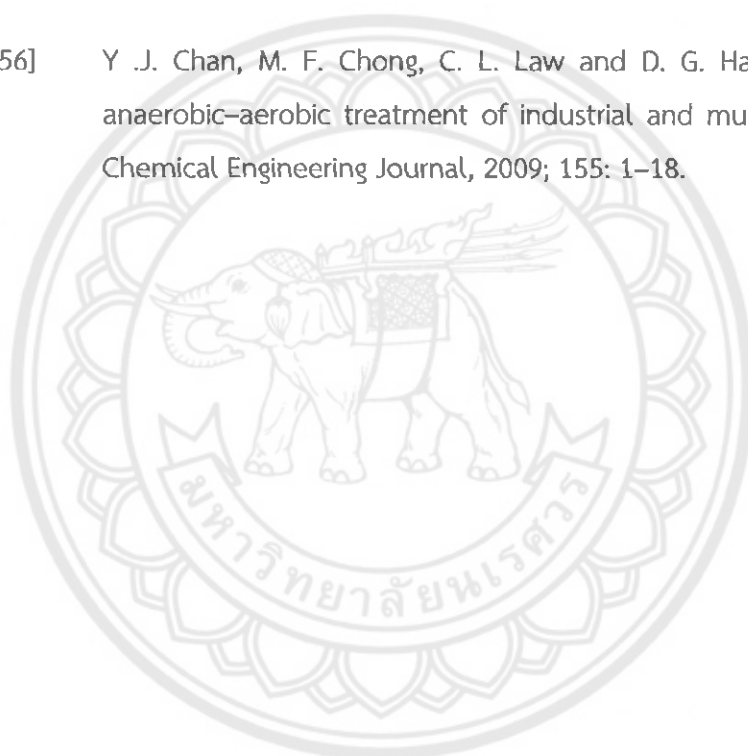 56] Y .J. Chan, M. F. Chong, C. L. Law and D. G. Ha
anaerobic–aerobic treatment of industrial and mu
Chemical Engineering Journal, 2009; 155: 1–18.
มหาวิทยาลัยนเรศวร